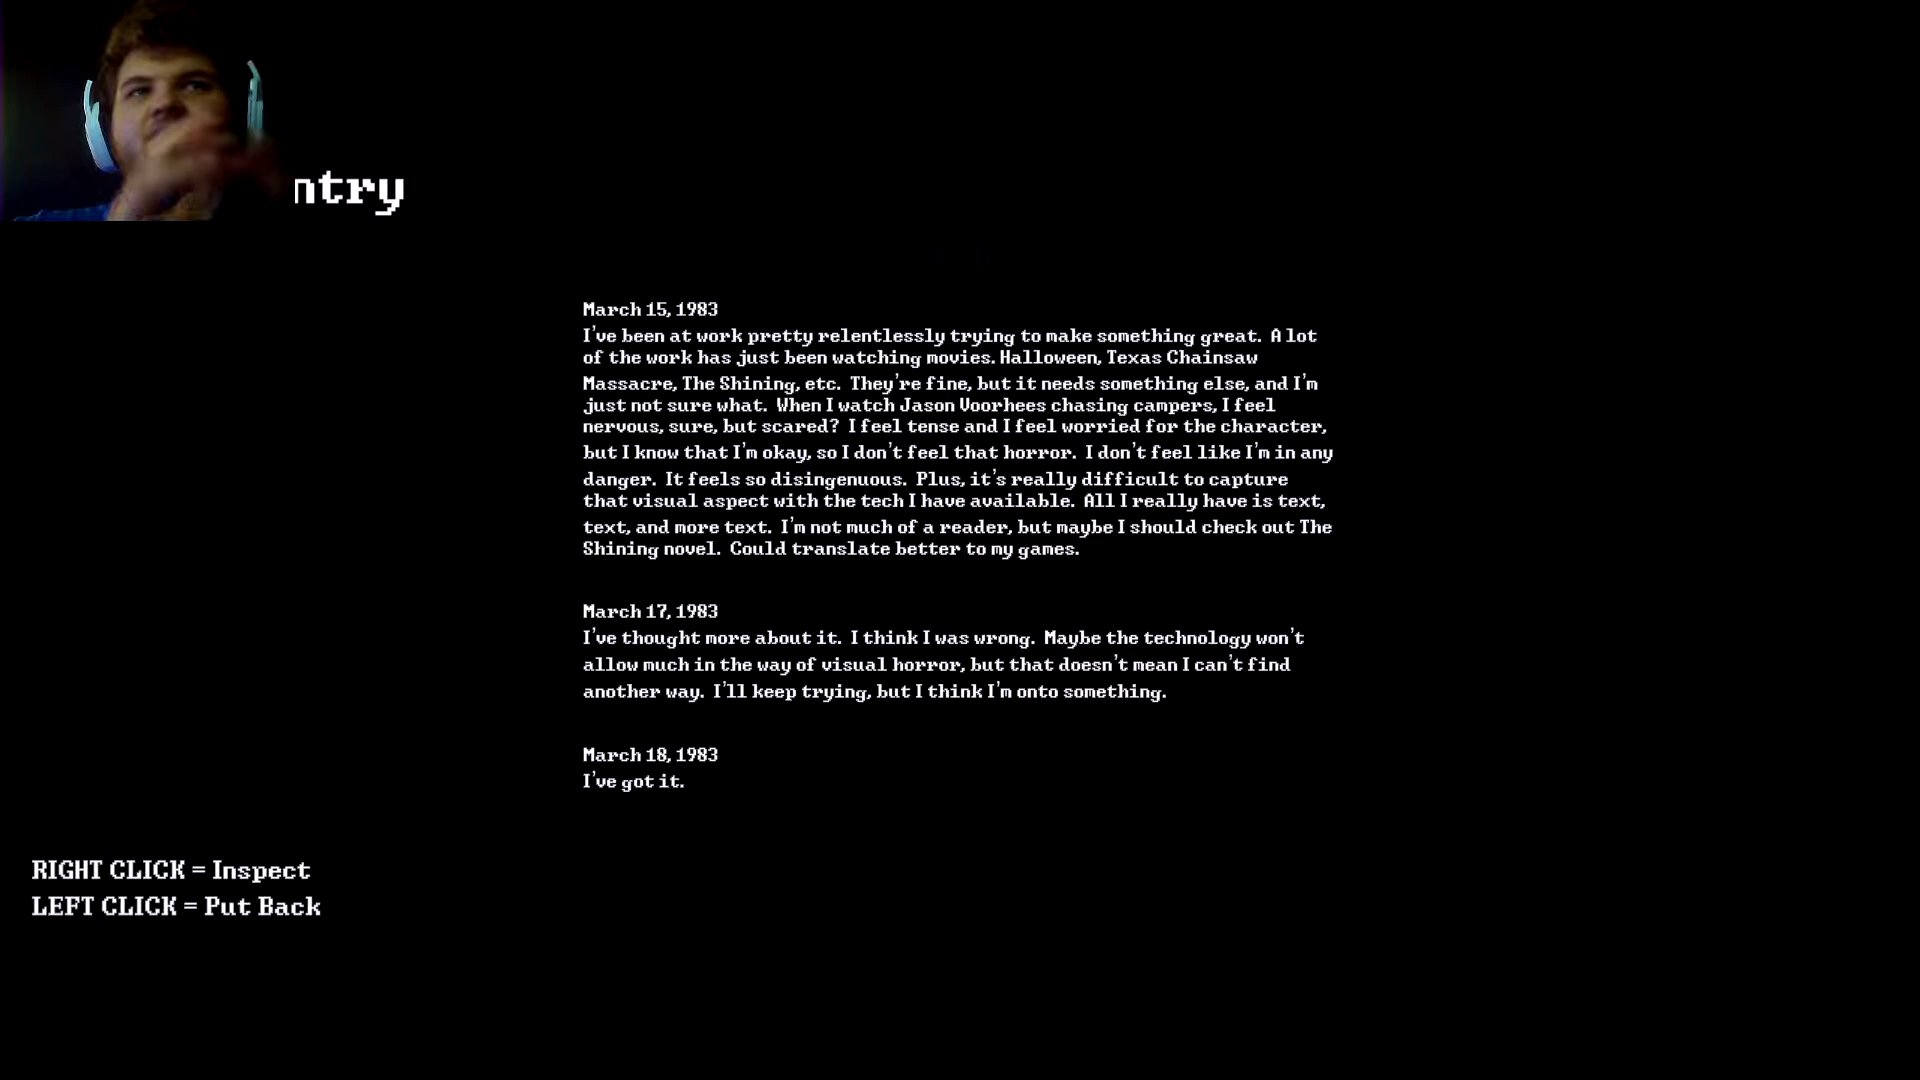 ntry
March 15, 1983
I've been at work pretty relentlessly trying to make something great. A lot
of the work has just been watching movies. Halloween, Texas Chainsaw
Massacre, The Shining, etc. They're fine, but it needs something else, and I'm
just not sure what. When I watch Jason Voorhees chasing campers, I feel
nervous, sure, but scared? I feel tense and I feel worried for the character,
but I know that I'm okay, so I don't feel that horror. I don't feel like I'm in any
danger. It feels so disingenuous. Plus, it's really difficult to capture
that visual aspect with the tech I have available. All I really have is text,
text, and more text. I'm not much of a reader, but maybe I should check out The
Shining novel. Could translate better to my games.
March 17, 1983
I've thought more about it. I think I was wrong. Maybe the technology won't
allow much in the way of visual horror, but that doesn't mean I can't find
another way. I'll keep trying, but I think I'm onto something.
March 18, 1983
I've got it.
RIGHT CLICK = Inspect
LEFT CLICK = Put Back